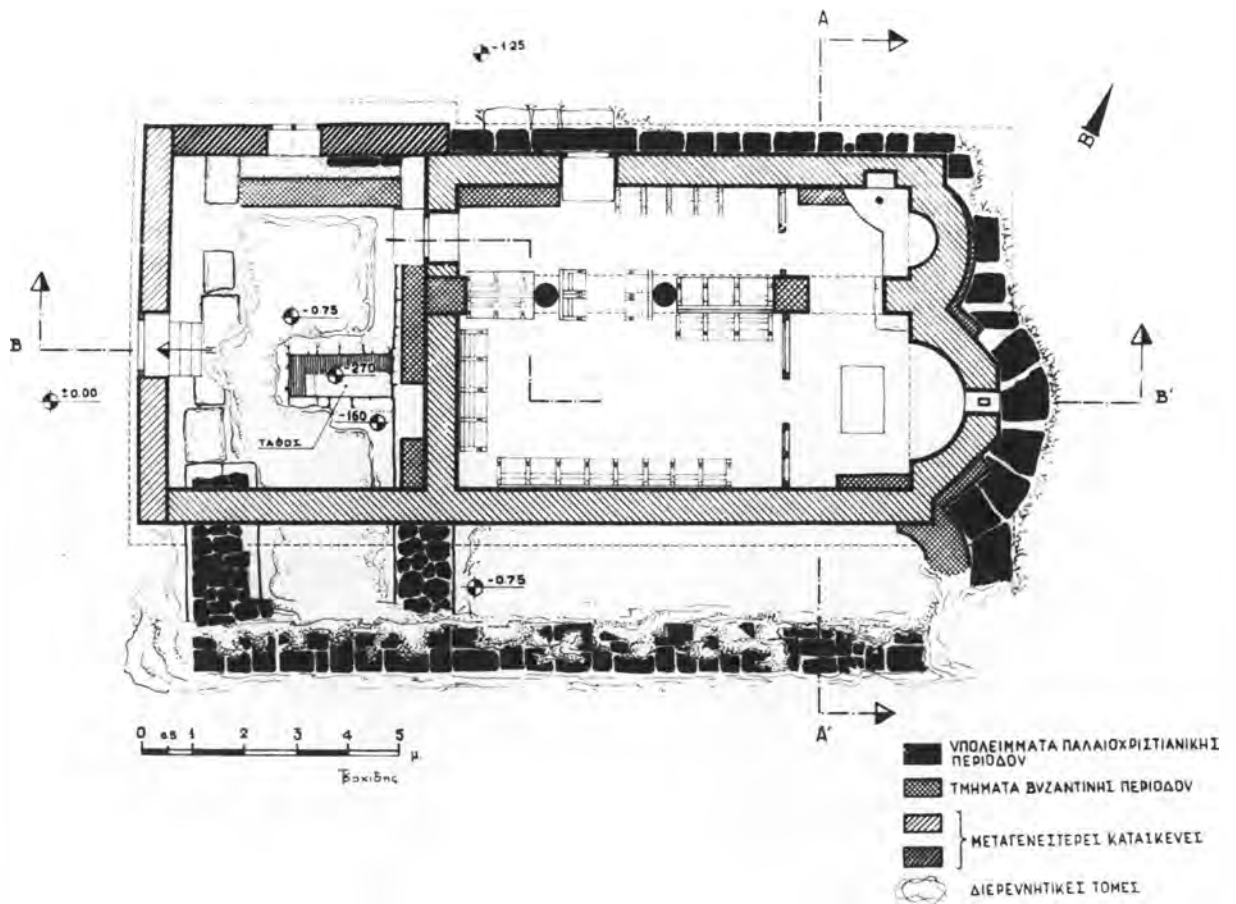 A
-1.25
B
-0.75
B
-270
±0.00
B'
-160
ΤΑΦΟΣ
-0.75
A'
0 0.5 1 2 3 4 5
μ.
ΥΠΟΛΕΙΜΜΑΤΑ ΠΑΛΑΙΟΧΡΙΣΤΙΑΝΙΚΗΣ
ΠΕΡΙΟΔΟΥ
ΤΜΗΜΑΤΑ ΒΥΖΑΝΤΙΝΗΣ ΠΕΡΙΟΔΟΥ
ΜΕΤΑΓΕΝΕΣΤΕΡΕΣ ΚΑΤΑΣΚΕΥΕΣ
ΔΙΕΡΕΥΝΗΤΙΚΕΣ ΤΟΜΕΣ